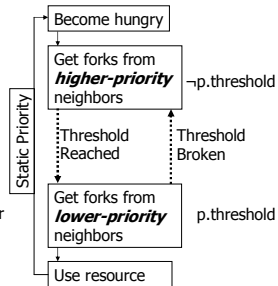 Become hungry
Get forks from
higher-priority
neighbors
¬p.threshold
Static Priority
Threshold
Reached
Threshold
Broken
Get forks from
lower-priority
neighbors
p.threshold
r
Use resource